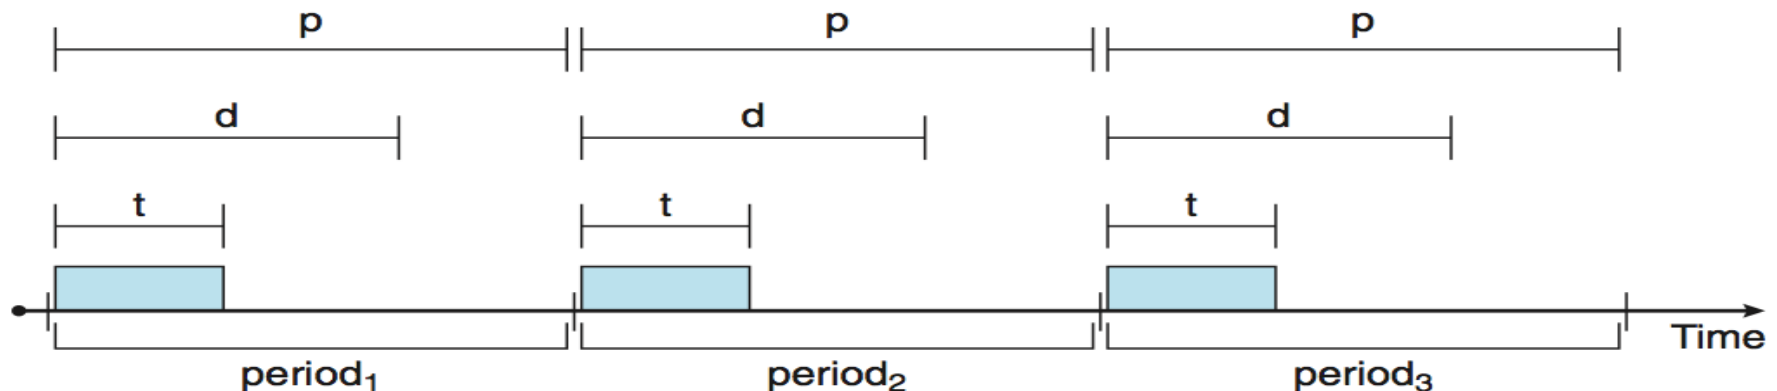 p p p
d d d
t t t
Time
period₁ period₂ period₃